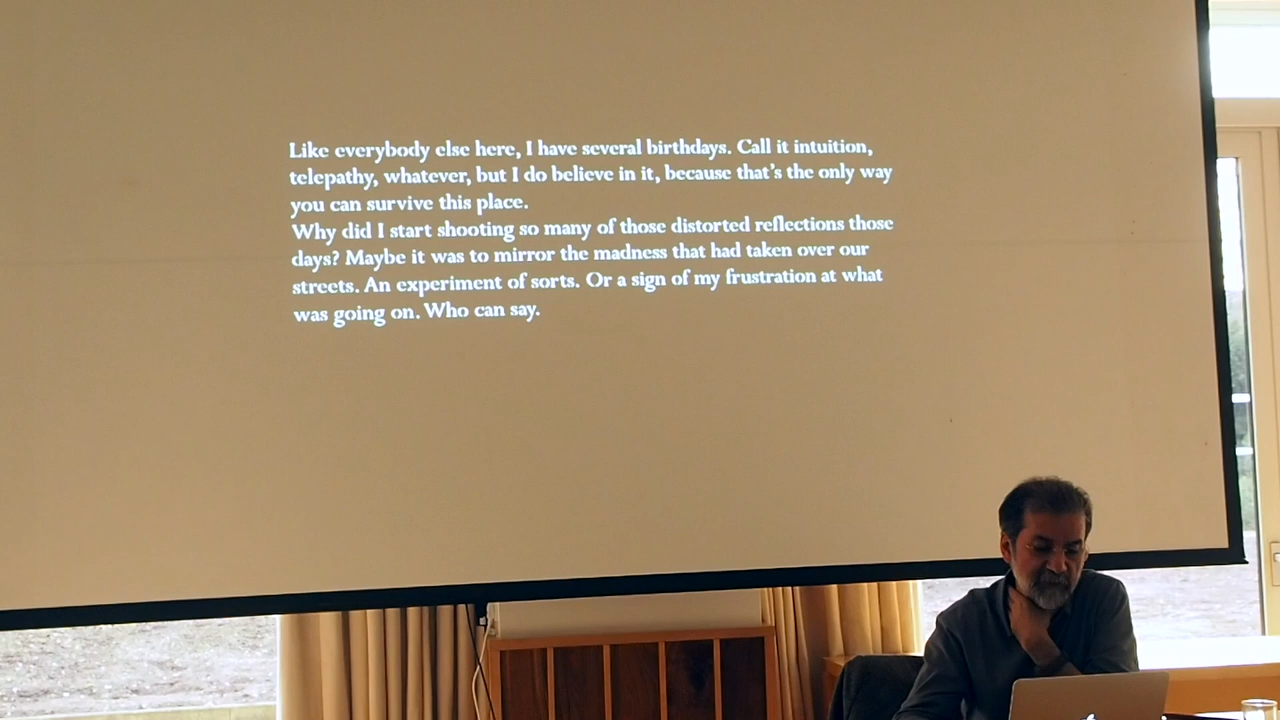 Like everybody else here, I have several birthdays. Call it intuition,
telepathy, whatever, but I do believe in it, because that's the only way
you can survive this place.
Why did I start shooting so many of those distorted reflections those
days? Maybe it was to mirror the madness that had taken over our
streets. An experiment of sorts. Or a sign of my frustration at what
was going on. Who can say.